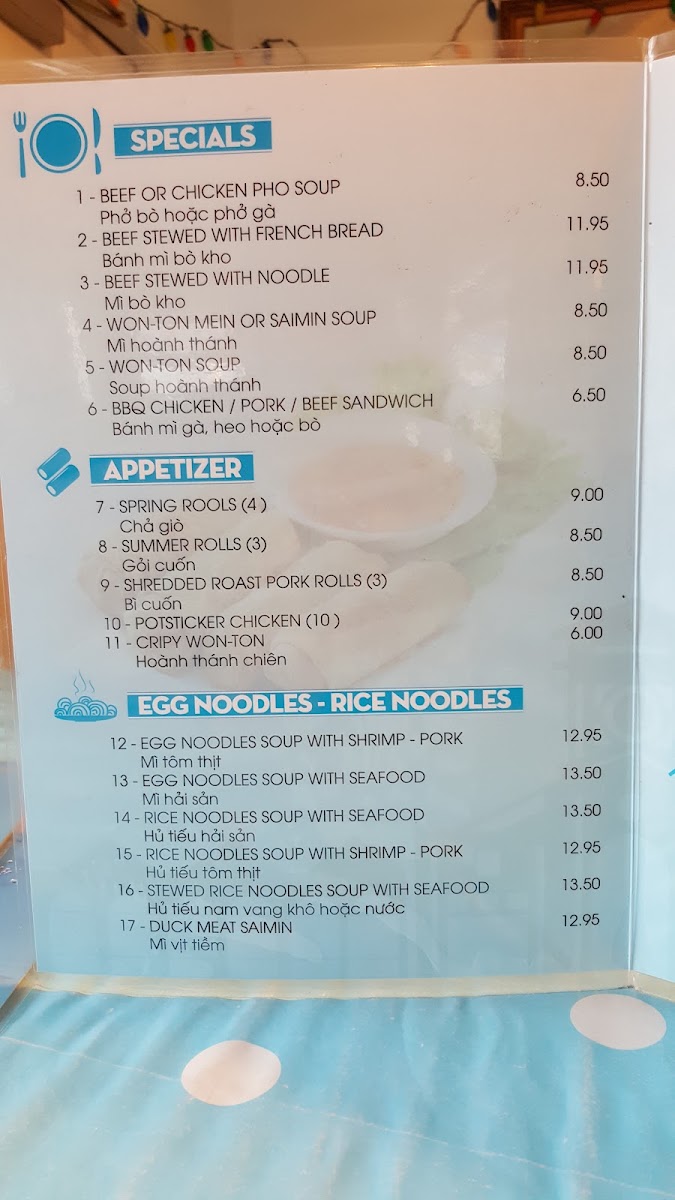 SPECIALS
1 - BEEF OR CHICKEN PHO SOUP 8.50
Phở bò hoặc phở gà
2 - BEEF STEWED WITH FRENCH BREAD 11.95
Bánh mì bò kho
3 - BEEF STEWED WITH NOODLE 11.95
Mì bò kho
4 - WON-TON MEIN OR SAIMIN SOUP 8.50
Mì hoành thánh
5 - WON-TON SOUP 8.50
Soup hoành thánh
6 - BBQ CHICKEN / PORK / BEEF SANDWICH 6.50
Bánh mì gà, heo hoặc bò
APPETIZER
7 - SPRING ROOLS (4) 9.00
Chả giò
8 - SUMMER ROLLS (3) 8.50
Gỏi cuốn
9 - SHREDDED ROAST PORK ROLLS (3) 8.50
Bì cuốn
10 - POTSTICKER CHICKEN (10) 9.00
11 - CRIPY WON-TON 6.00
Hoành thánh chiên
EGG NOODLES - RICE NOODLES
12 - EGG NOODLES SOUP WITH SHRIMP - PORK 12.95
Mì tôm thịt
13 - EGG NOODLES SOUP WITH SEAFOOD 13.50
Mì hải sản
14 - RICE NOODLES SOUP WITH SEAFOOD 13.50
Hủ tiếu hải sản
15 - RICE NOODLES SOUP WITH SHRIMP - PORK 12.95
Hủ tiếu tôm thịt
16 - STEWED RICE NOODLES SOUP WITH SEAFOOD 13.50
Hủ tiếu nam vang khô hoặc nước
17 - DUCK MEAT SAIMIN 12.95
Mì vịt tiềm